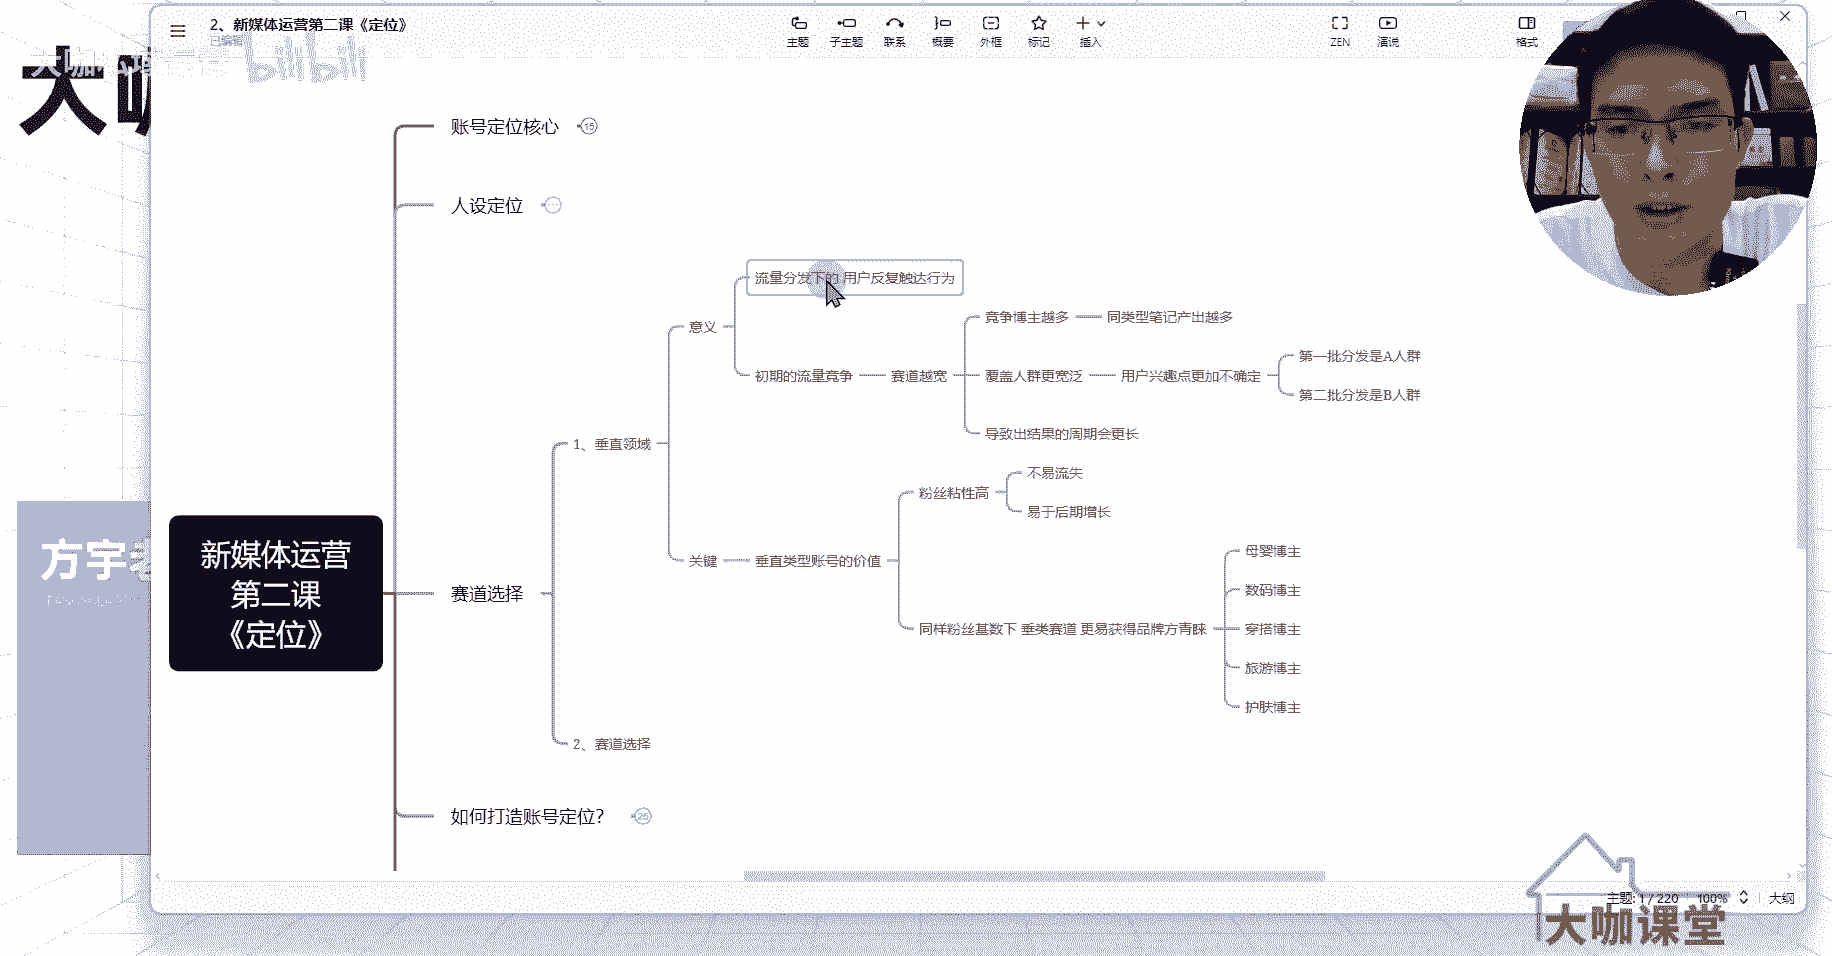 2、新媒体运营第二课《定位》
已编辑
主题
子主题
联系
概要
外框
标记
插入
ZEN
演说
格式
bilibili
大咖
账号定位核心
15
人设定位
流量分发下的 用户反复触达行为
意义
竞争博主越多
同类型笔记产出越多
初期的流量竞争
赛道越宽
覆盖人群更宽泛
用户兴趣点更加不确定
第一批分发是A人群
第二批分发是B人群
导致出结果的周期会更长
1、垂直领域
不易流失
粉丝粘性高
易于后期增长
关键
垂直类型账号的价值
母婴博主
数码博主
同样粉丝基数下 垂类赛道 更易获得品牌方青睐
穿搭博主
旅游博主
护肤博主
方宇老
新媒体运营
第二课
《定位》
赛道选择
2、赛道选择
如何打造账号定位？
26
主题: 1 / 220
100%
大纲
大咖课堂